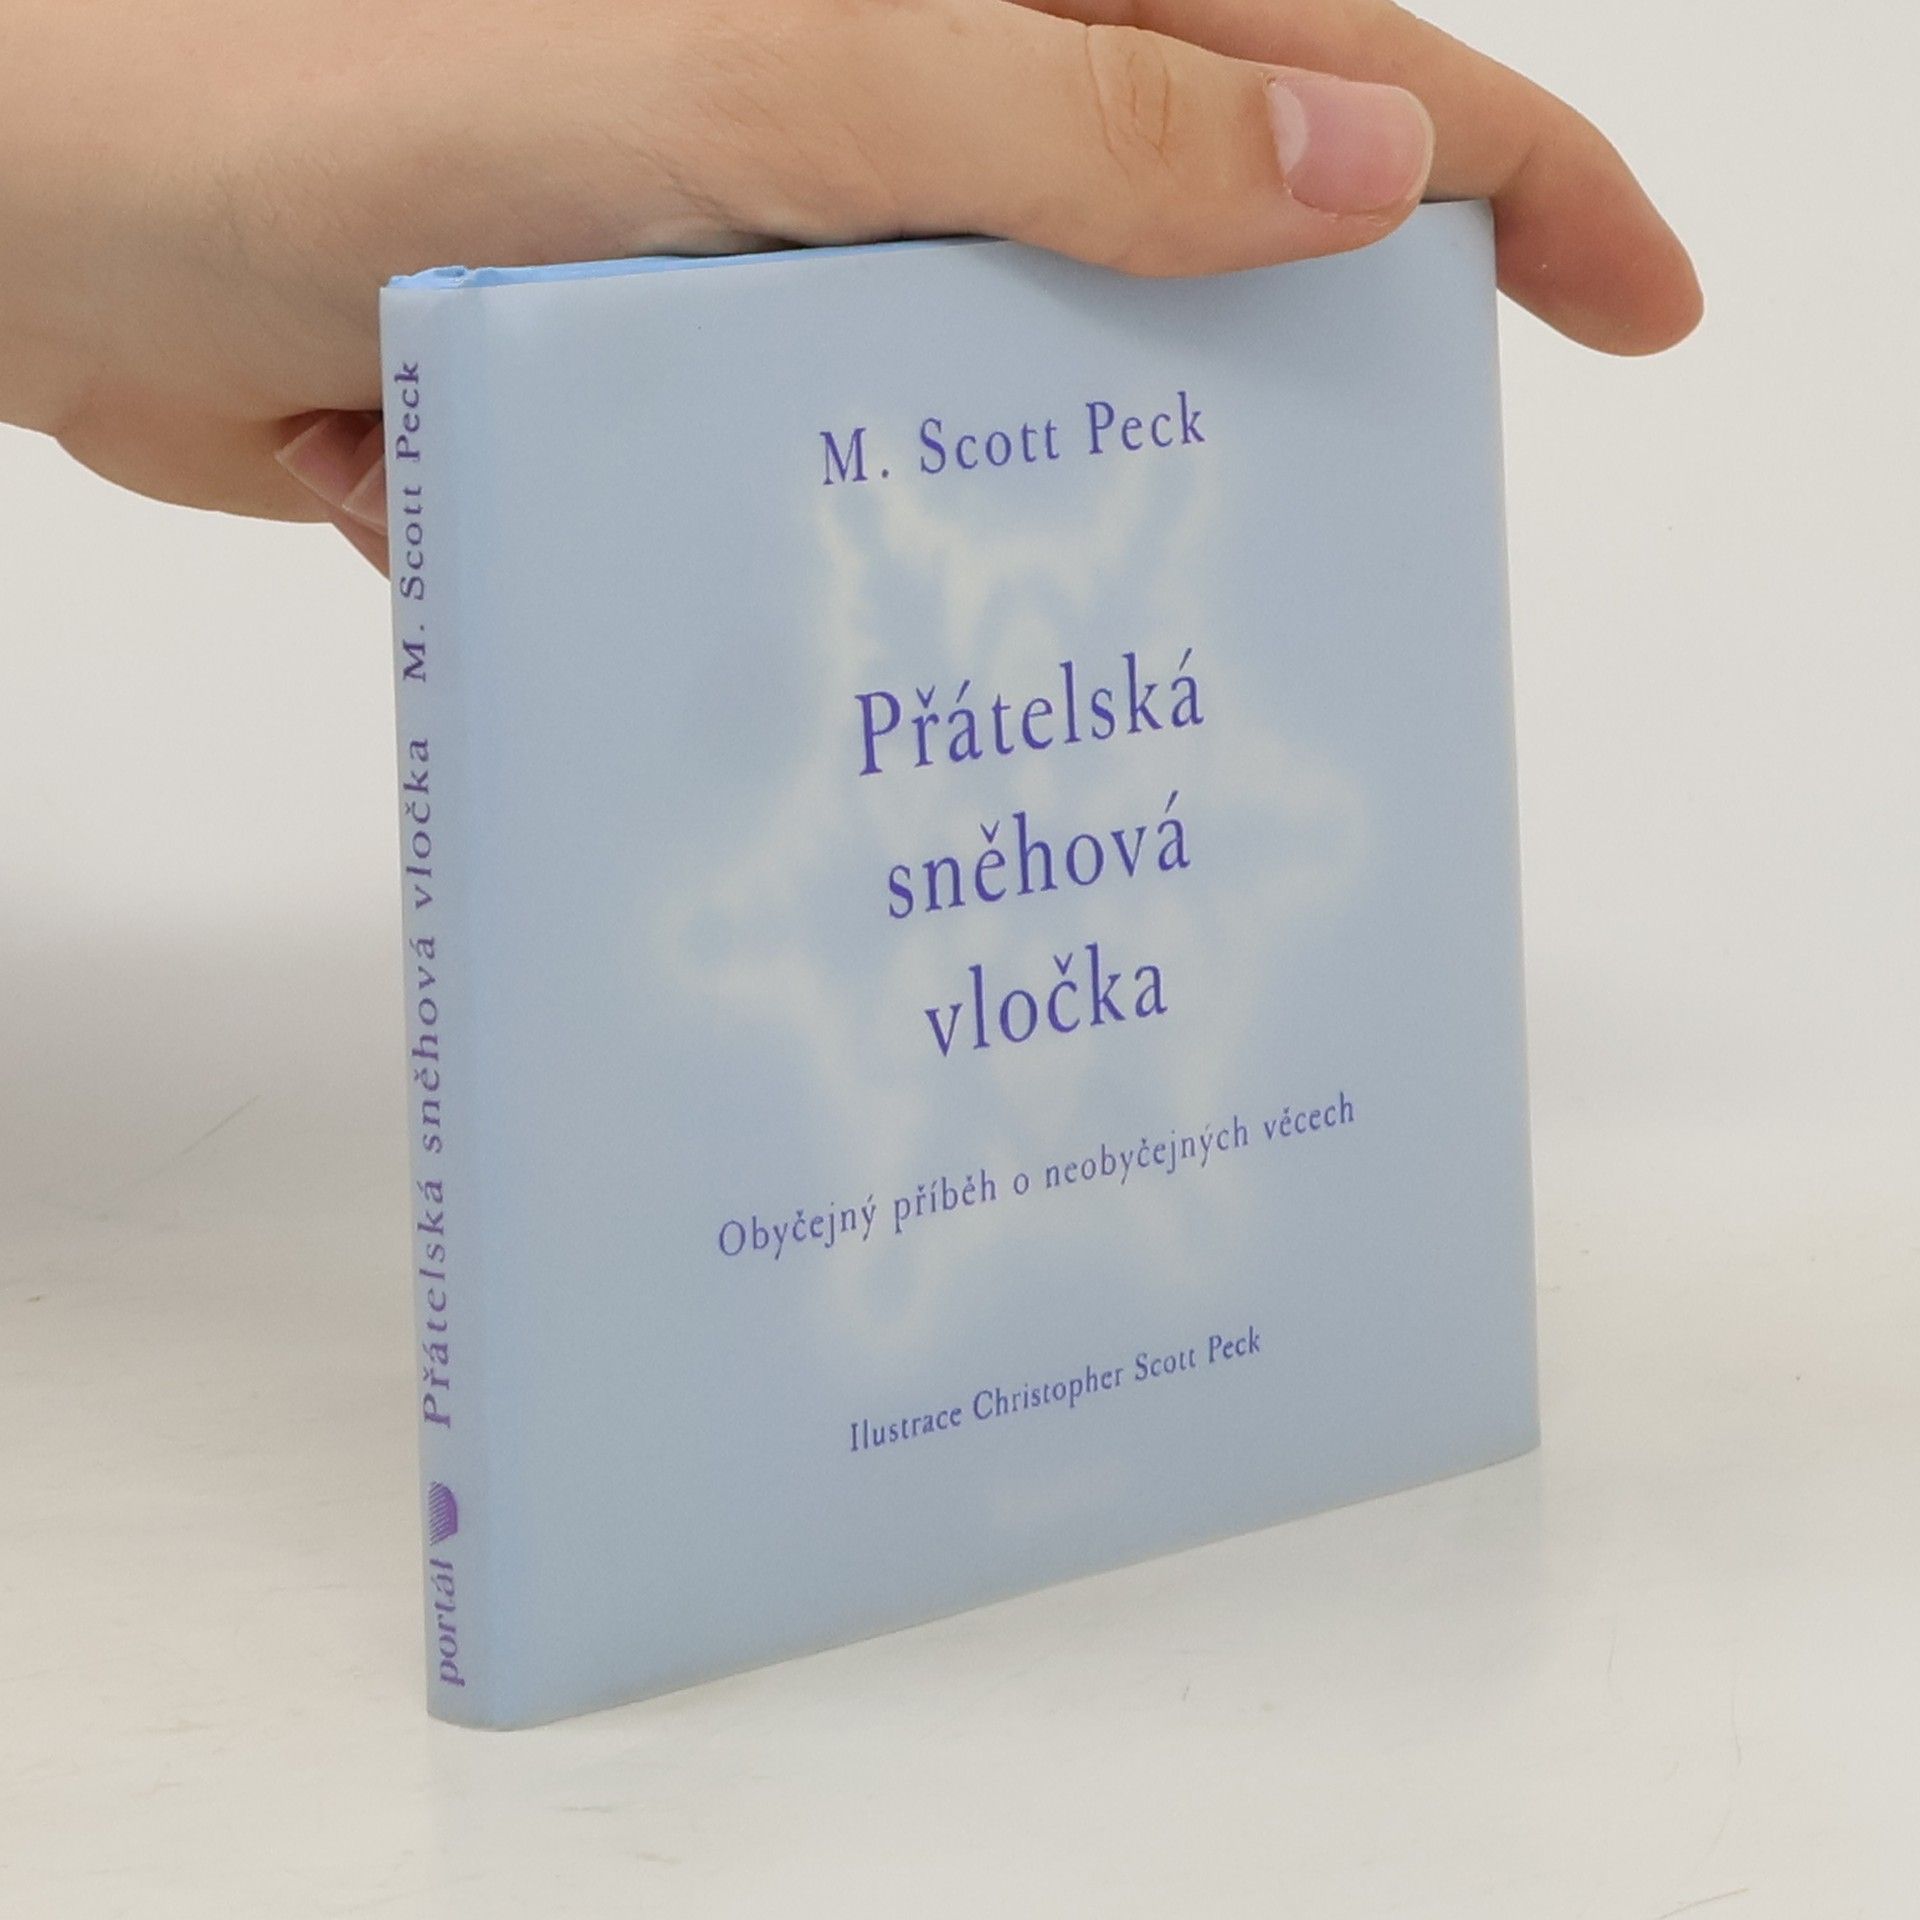 M. Scott Peck
Přátelská
sněhová
vločka
Obyčejný příběh o neobyčejných věcech
Ilustrace Christopher Scott Peck
portál Přátelská sněhová vločka M. Scott Peck